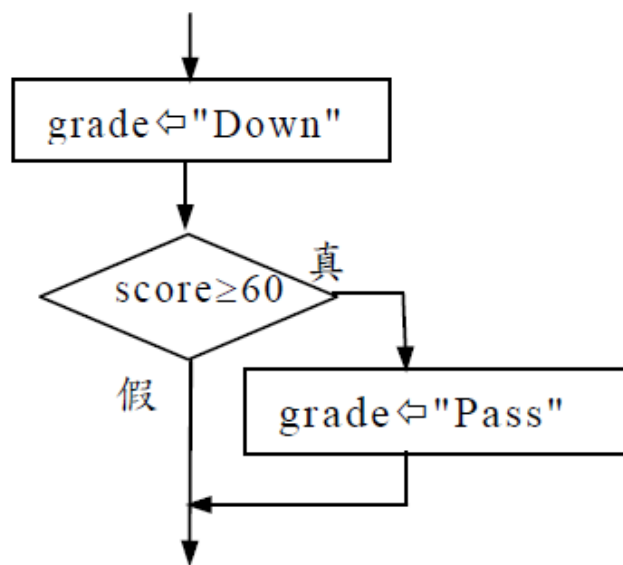 grade⇦"Down"
score≥60
真
假
grade⇦"Pass"